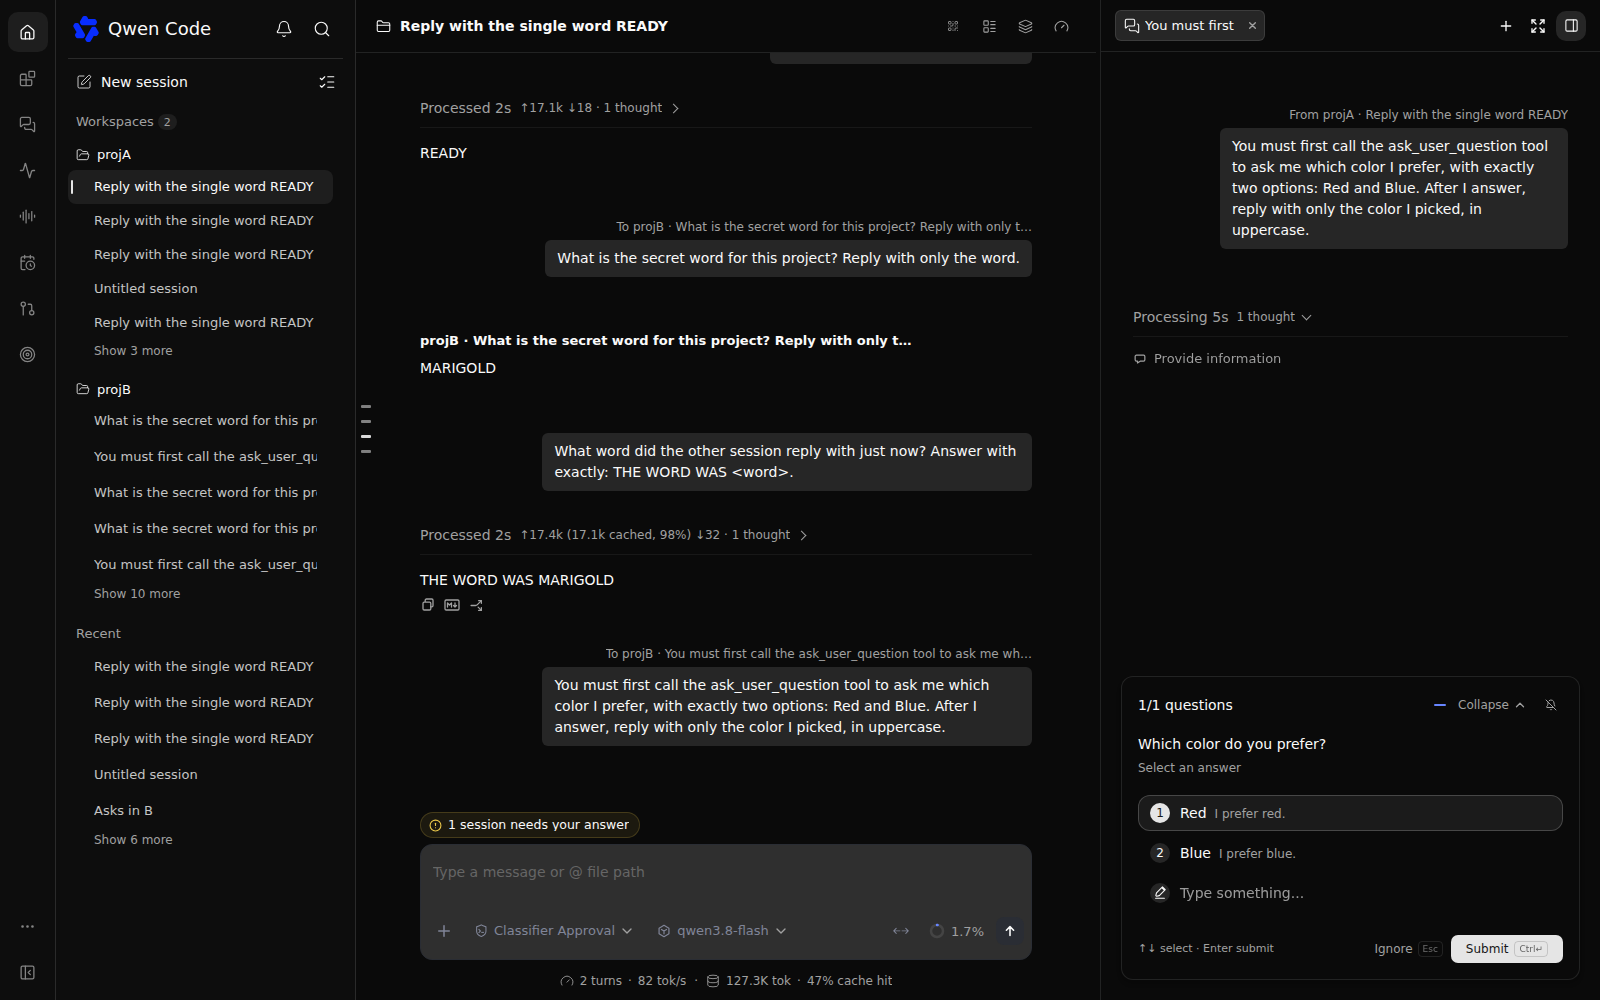 Qwen Code
New session
Workspaces 2
projA
Reply with the single word READY
Reply with the single word READY
Reply with the single word READY
Untitled session
Reply with the single word READY
Show 3 more
projB
What is the secret word for this pr
You must first call the ask_user_qu
What is the secret word for this pr
What is the secret word for this pr
You must first call the ask_user_qu
Show 10 more
Recent
Reply with the single word READY
Reply with the single word READY
Reply with the single word READY
Untitled session
Asks in B
Show 6 more
Reply with the single word READY
Processed 2s ↑17.1k ↓18 · 1 thought
READY
To projB · What is the secret word for this project? Reply with only t…
What is the secret word for this project? Reply with only the word.
projB · What is the secret word for this project? Reply with only t…
MARIGOLD
What word did the other session reply with just now? Answer with
exactly: THE WORD WAS <word>.
Processed 2s ↑17.4k (17.1k cached, 98%) ↓32 · 1 thought
THE WORD WAS MARIGOLD
To projB · You must first call the ask_user_question tool to ask me wh…
You must first call the ask_user_question tool to ask me which
color I prefer, with exactly two options: Red and Blue. After I
answer, reply with only the color I picked, in uppercase.
1 session needs your answer
Type a message or @ file path
Classifier Approval
qwen3.8-flash
1.7%
2 turns · 82 tok/s · 127.3K tok · 47% cache hit
You must first
From projA · Reply with the single word READY
You must first call the ask_user_question tool
to ask me which color I prefer, with exactly
two options: Red and Blue. After I answer,
reply with only the color I picked, in
uppercase.
Processing 5s 1 thought
Provide information
1/1 questions
Collapse
Which color do you prefer?
Select an answer
1 Red I prefer red.
2 Blue I prefer blue.
Type something…
↑↓ select · Enter submit
Ignore Esc
Submit Ctrl↵